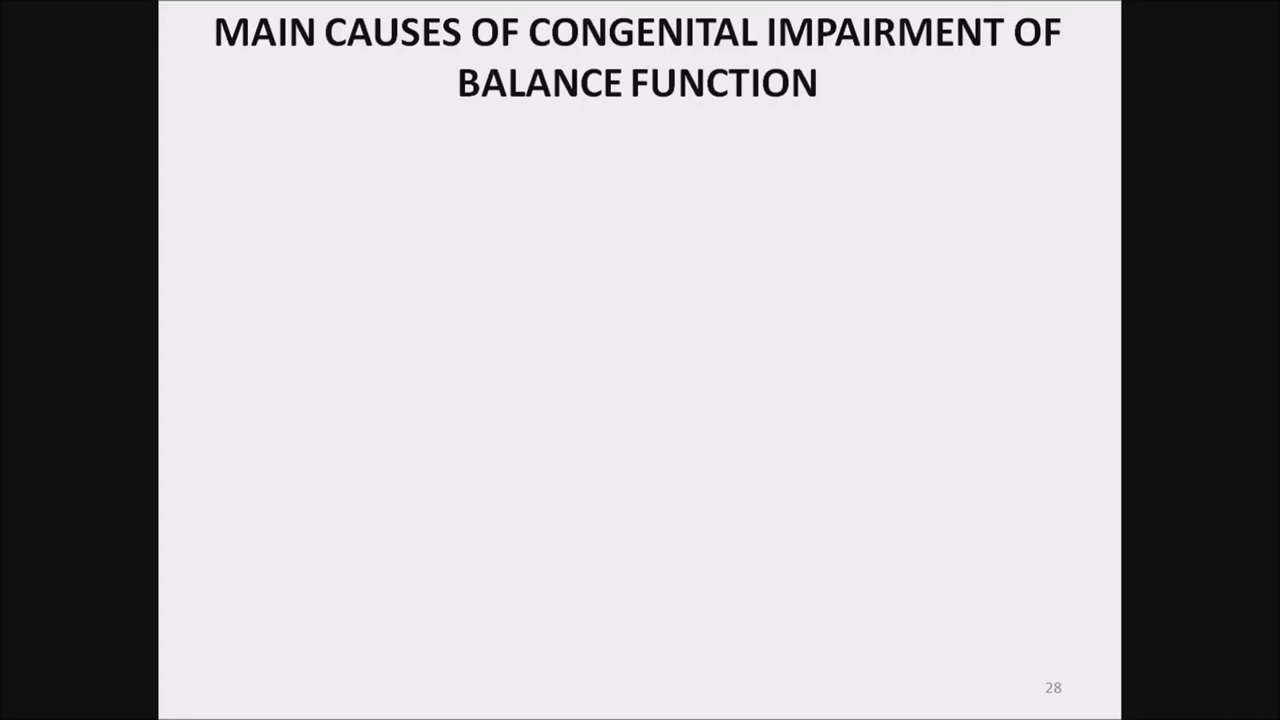 MAIN CAUSES OF CONGENITAL IMPAIRMENT OF
BALANCE FUNCTION
28